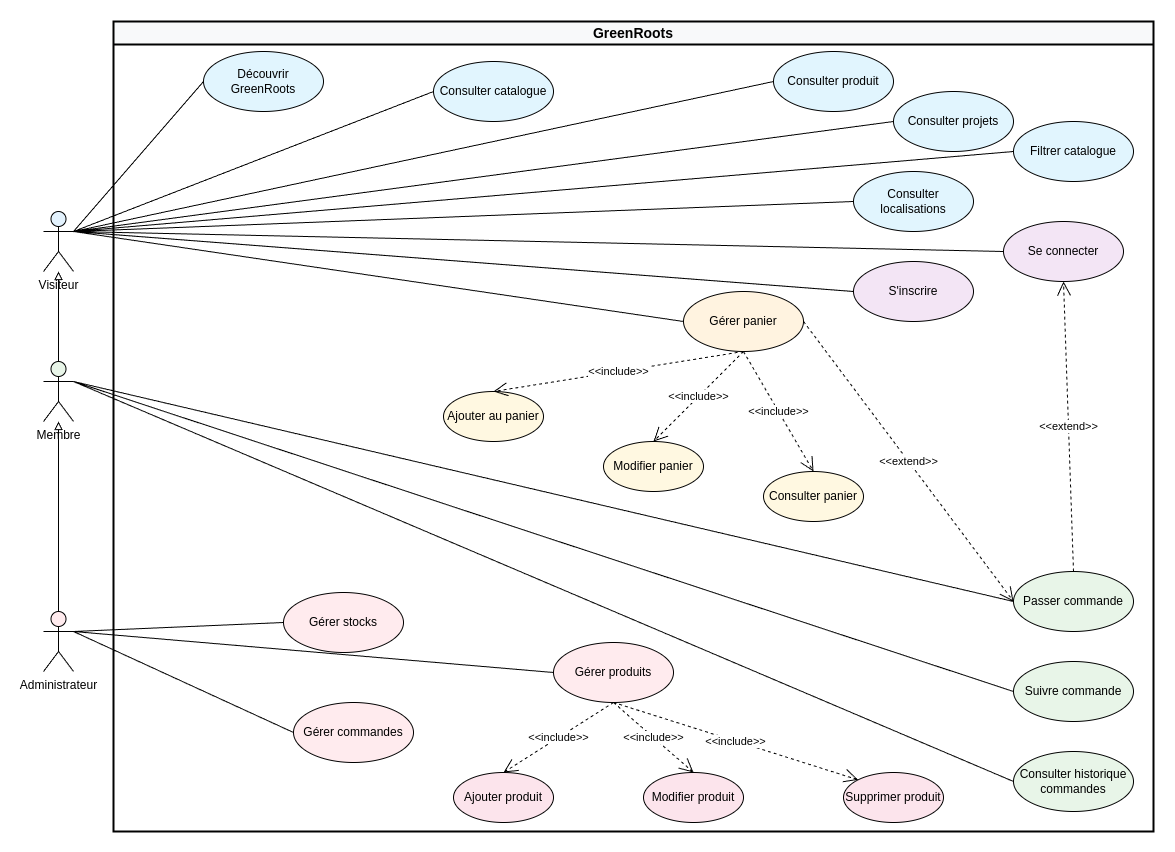 GreenRoots
Découvrir
GreenRoots
Consulter catalogue
Consulter produit
Consulter projets
Filtrer catalogue
Consulter
localisations
Se connecter
S'inscrire
Visiteur
Gérer panier
<<include>>
<<include>>
<<include>>
Ajouter au panier
Modifier panier
Consulter panier
<<extend>>
<<extend>>
Membre
Passer commande
Gérer stocks
Gérer produits
Administrateur
Suivre commande
Gérer commandes
<<include>>
<<include>>
<<include>>
Consulter historique
commandes
Ajouter produit
Modifier produit
Supprimer produit